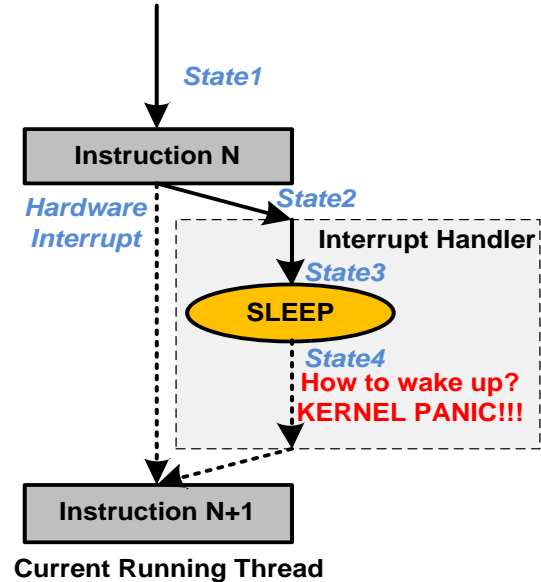 State1
Instruction N
Hardware
Interrupt
State2
Interrupt Handler
State3
SLEEP
State4
How to wake up?
KERNEL PANIC!!!
Instruction N+1
Current Running Thread